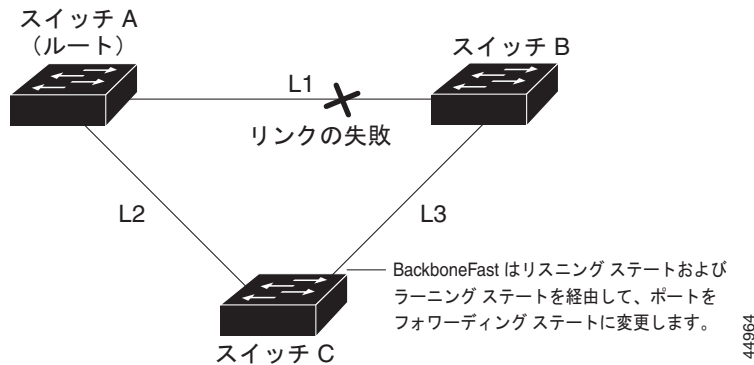 スイッチ A
（ルート）
スイッチ B
L1
リンクの失敗
L2
L3
BackboneFast はリスニング ステートおよび
ラーニング ステートを経由して、ポートを
フォワーディング ステートに変更します。
スイッチ C
44964